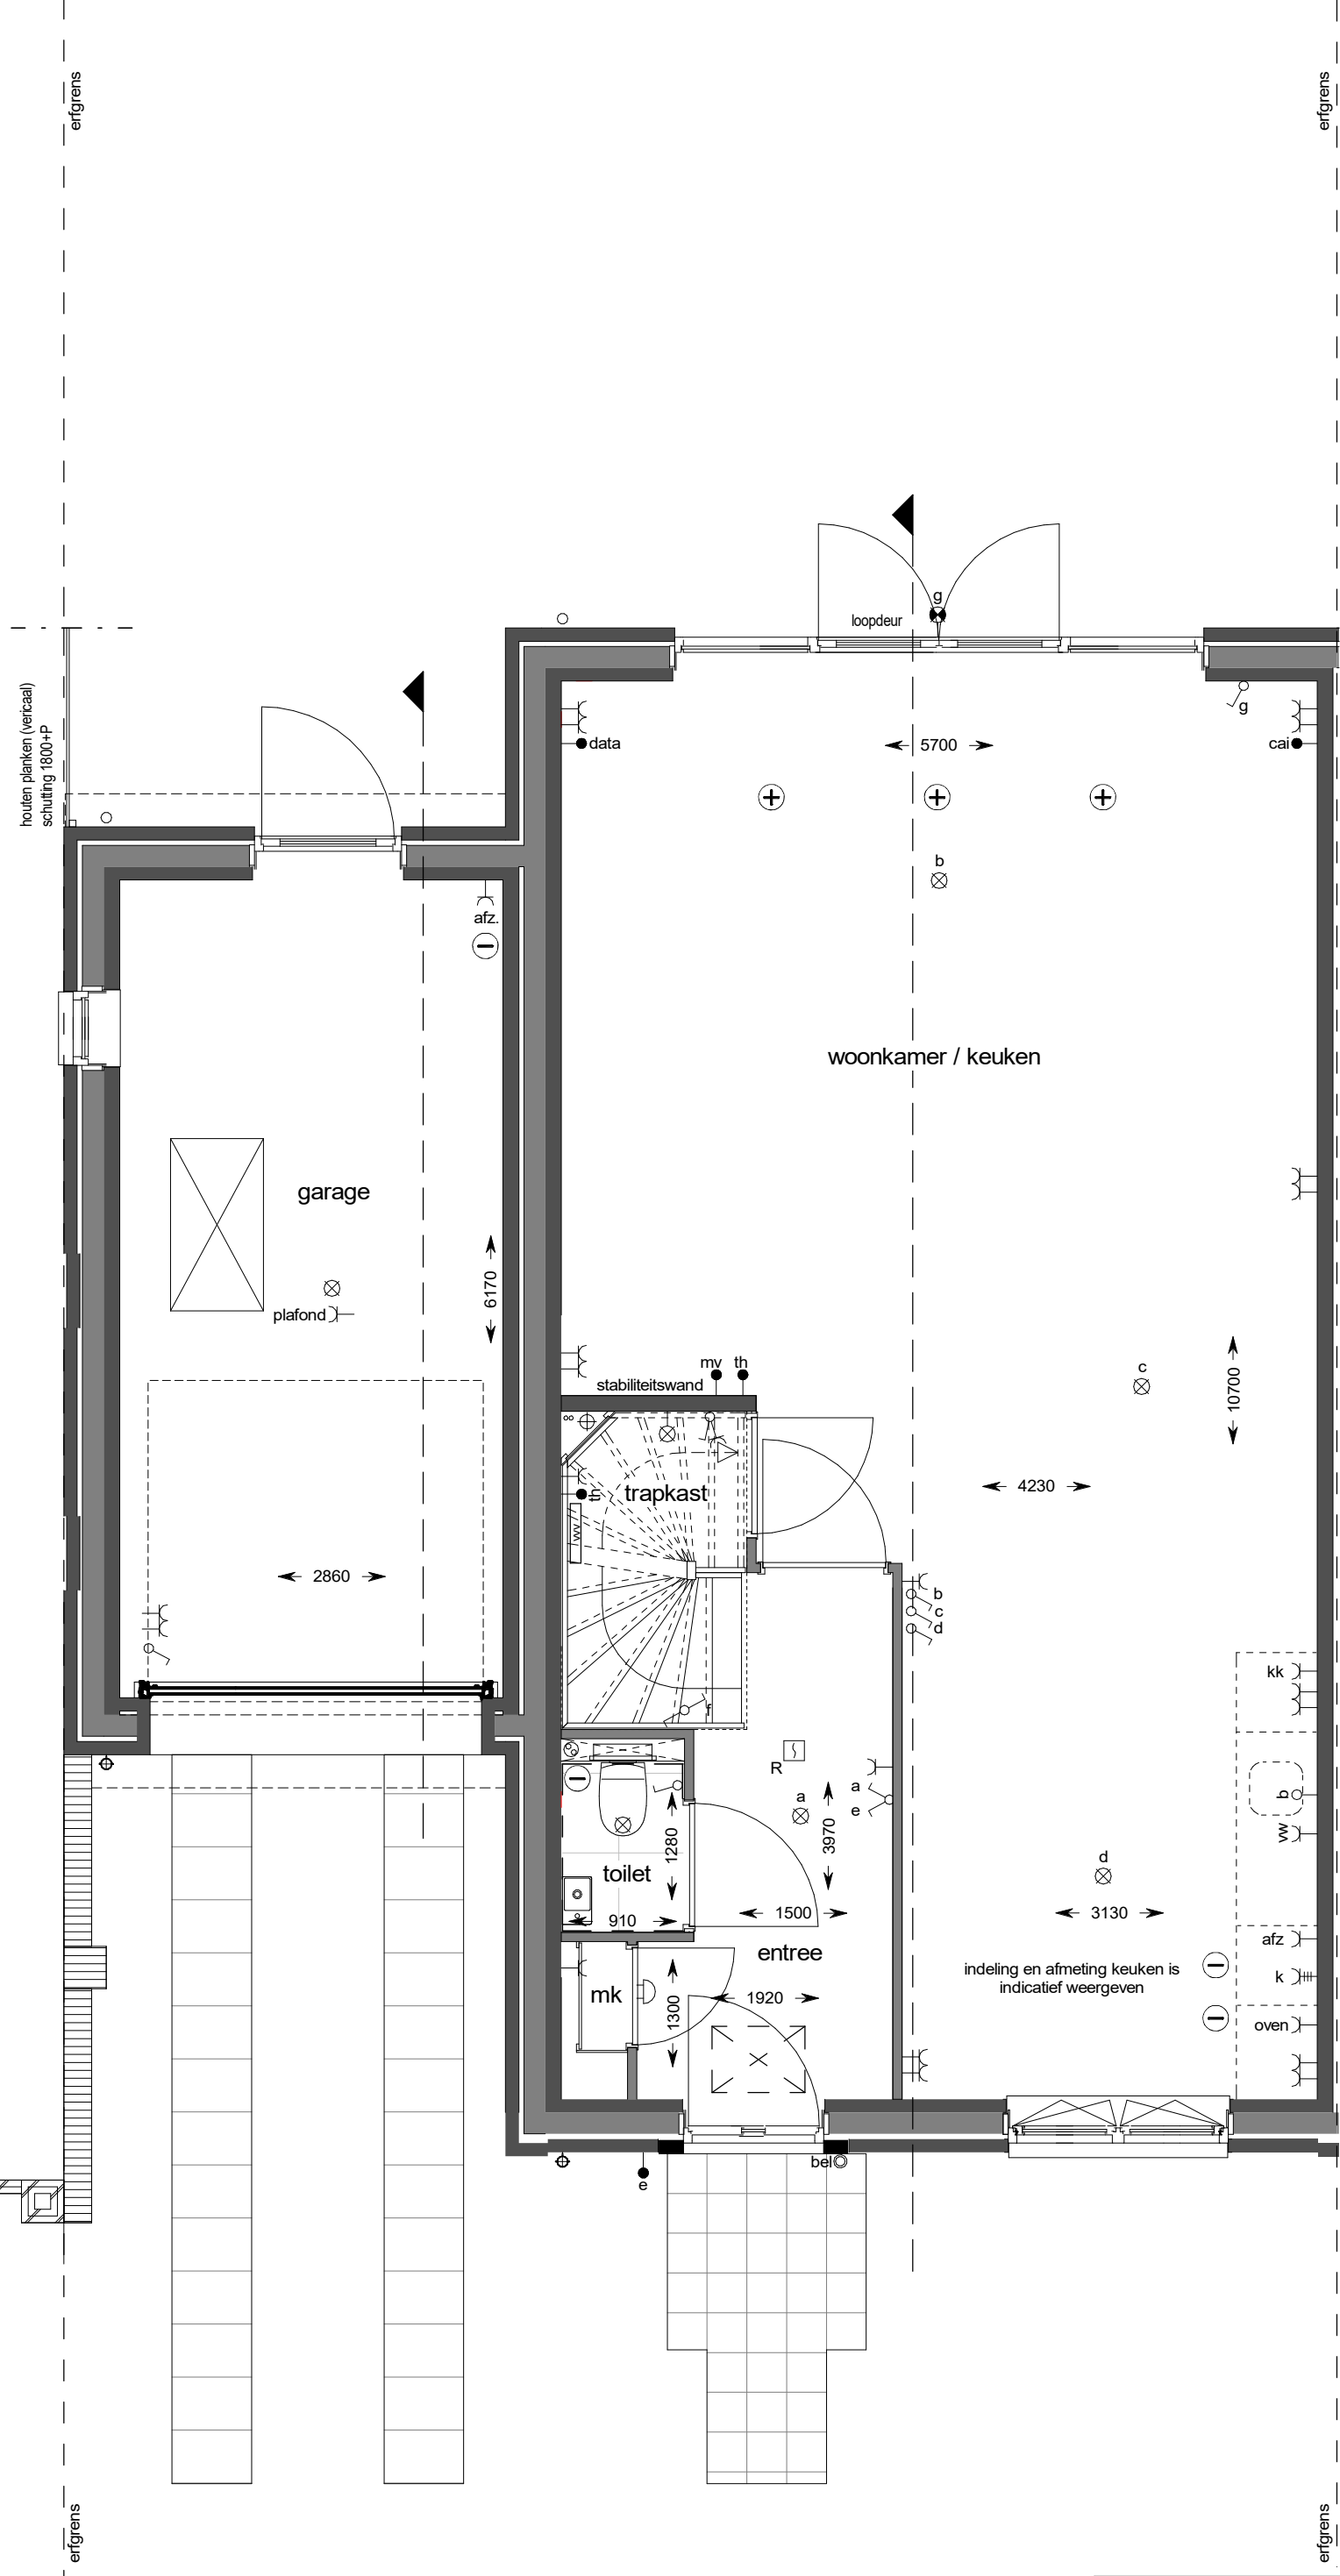 erfgrens
erfgrens
g
loopdeur
houten planken (vericaal)
schutting 1800+P
g
data
5700
cai
b
afz.
woonkamer / keuken
garage
6170
plafond
mv
th
stabiliteitswand
c
10700
4230
trapkast
th
wv
2860
b
c
d
kk
f
R
a
a
e
b
3970
1280
vw
d
toilet
910
1500
3130
afz
entree
indeling en afmeting keuken is
indicatief weergeven
k
mk
1300
1920
oven
bel
e
erfgrens
erfgrens